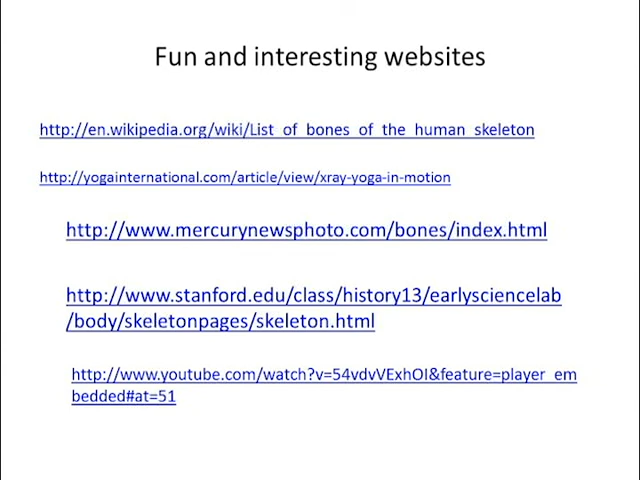 Fun and interesting websites
http://en.wikipedia.org/wiki/List_of_bones_of_the_human_skeleton
http://yogainternational.com/article/view/xray-yoga-in-motion
http://www.mercurynewsphoto.com/bones/index.html
http://www.stanford.edu/class/history13/earlysciencelab
/body/skeletonpages/skeleton.html
http://www.youtube.com/watch?v=54vdvVExhOI&feature=player_em
bedded#at=51